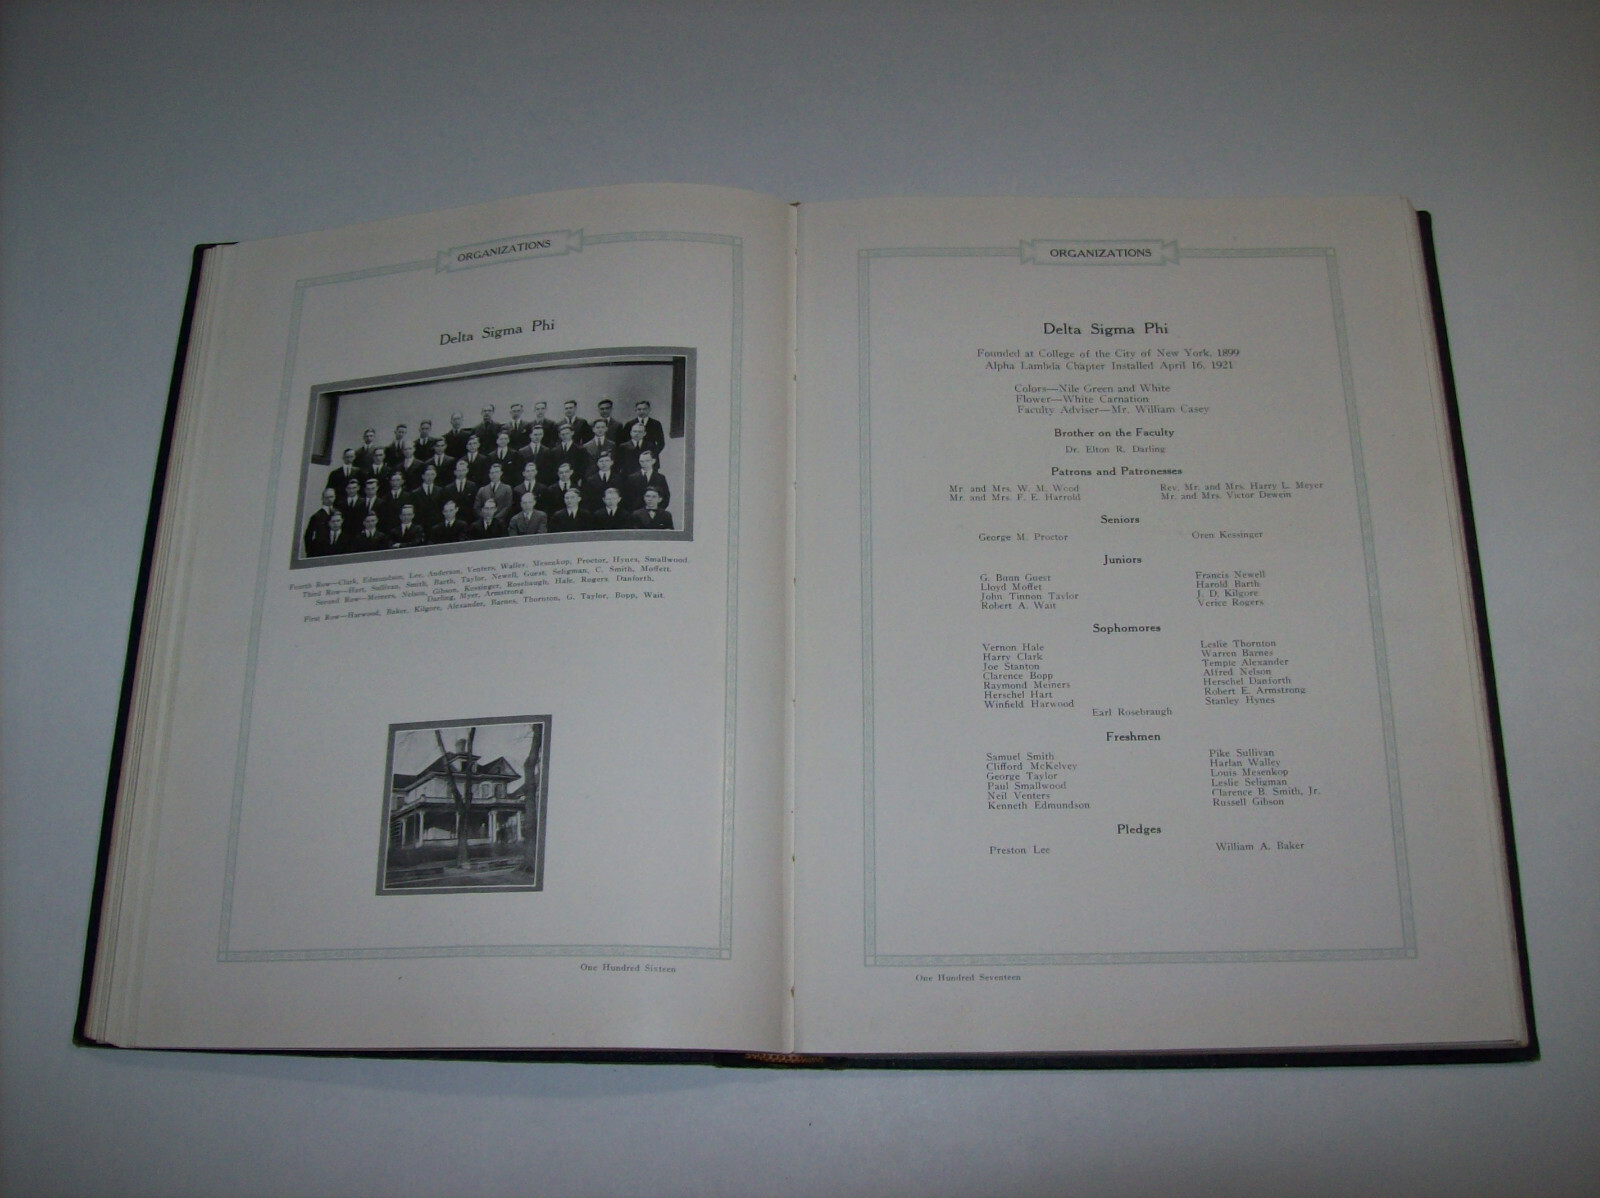 ORGANIZATIONS
Delta Sigma Phi
Fourth Row—Clark, Edmundson, Lee, Anderson, Venters, Walley, Mesenkop, Proctor, Hynes, Smallwood.
Third Row—Hart, Sullivan, Smith, Barth, Taylor, Newell, Guest, Seligman, C. Smith, Moffett.
Second Row—Meiners, Nelson, Gibson, Kessinger, Rosebaugh, Hale, Rogers, Danforth,
Darling, Myer, Armstrong
First Row—Harwood, Baker, Kilgore, Alexander, Barnes, Thornton, G. Taylor, Bopp, Wait.
One Hundred Sixteen
ORGANIZATIONS
Delta Sigma Phi
Founded at College of the City of New York, 1899
Alpha Lambda Chapter Installed April 16, 1921
Colors—Nile Green and White
Flower—White Carnation
Faculty Adviser—Mr. William Casey
Brother on the Faculty
Dr. Elton R. Darling
Patrons and Patronesses
Mr. and Mrs. W. M. Wood
Mr. and Mrs. F. E. Harrold
Rev. Mr. and Mrs. Harry L. Meyer
Mr. and Mrs. Victor Dewein
Seniors
George M. Proctor
Oren Kessinger
Juniors
G. Bunn Guest
Lloyd Moffet
John Tinnon Taylor
Robert A. Wait
Francis Newell
Harold Barth
J. D. Kilgore
Verice Rogers
Sophomores
Vernon Hale
Harry Clark
Joe Stanton
Clarence Bopp
Raymond Meiners
Herschel Hart
Winfield Harwood
Leslie Thornton
Warren Barnes
Temple Alexander
Alfred Nelson
Herschel Danforth
Robert E. Armstrong
Stanley Hynes
Earl Rosebraugh
Freshmen
Samuel Smith
Clifford McKelvey
George Taylor
Paul Smallwood
Neil Venters
Kenneth Edmundson
Pike Sullivan
Harlan Walley
Louis Mesenkop
Leslie Seligman
Clarence B. Smith, Jr.
Russell Gibson
Pledges
Preston Lee
William A. Baker
One Hundred Seventeen